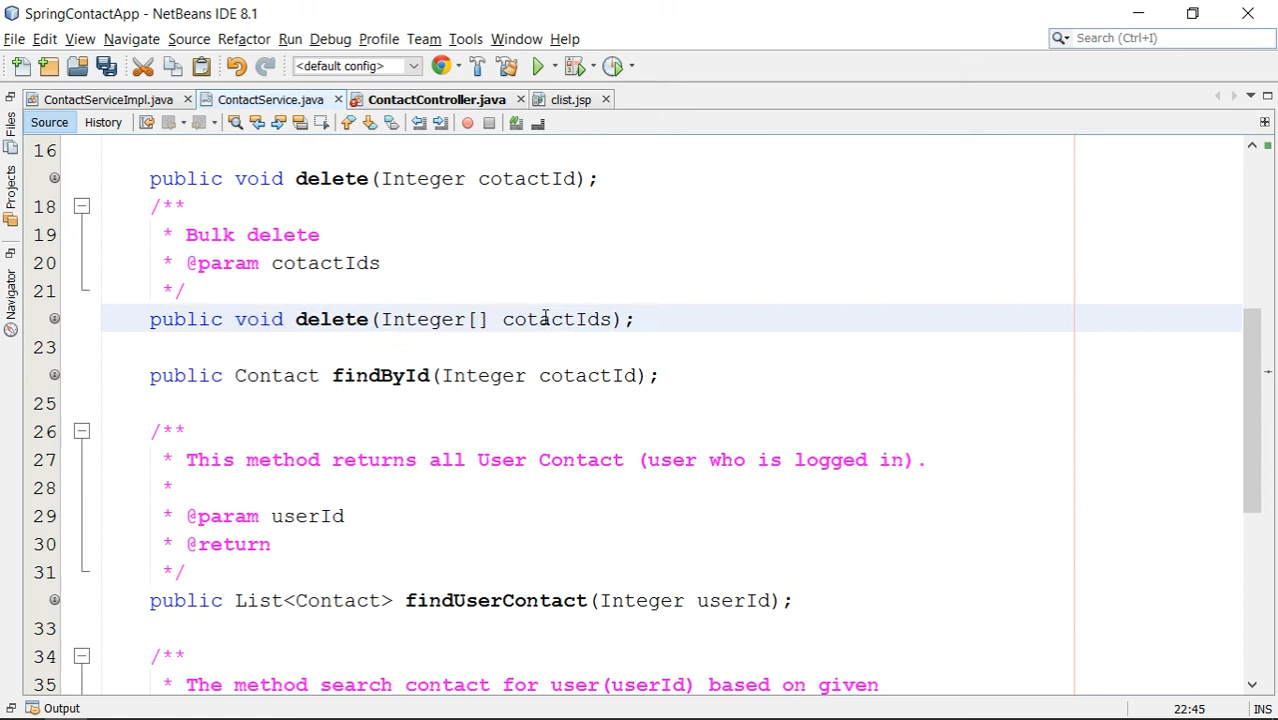 SpringContactApp - NetBeans IDE 8.1
File Edit View Navigate Source Refactor Run Debug Profile Team Tools Window Help
Search (Ctrl+I)
<default config>
ContactServiceImpl.java ContactService.java ContactController.java clist.jsp
Source History
Files
Projects
Navigator
16
public void delete(Integer cotactId);
18 /**
19 * Bulk delete
20 * @param cotactIds
21 */
public void delete(Integer[] cotactIds);
23
public Contact findById(Integer cotactId);
25
26 /**
27 * This method returns all User Contact (user who is logged in).
28 *
29 * @param userId
30 * @return
31 */
public List<Contact> findUserContact(Integer userId);
33
34 /**
35 * The method search contact for user(userId) based on given
Output
22:45 INS